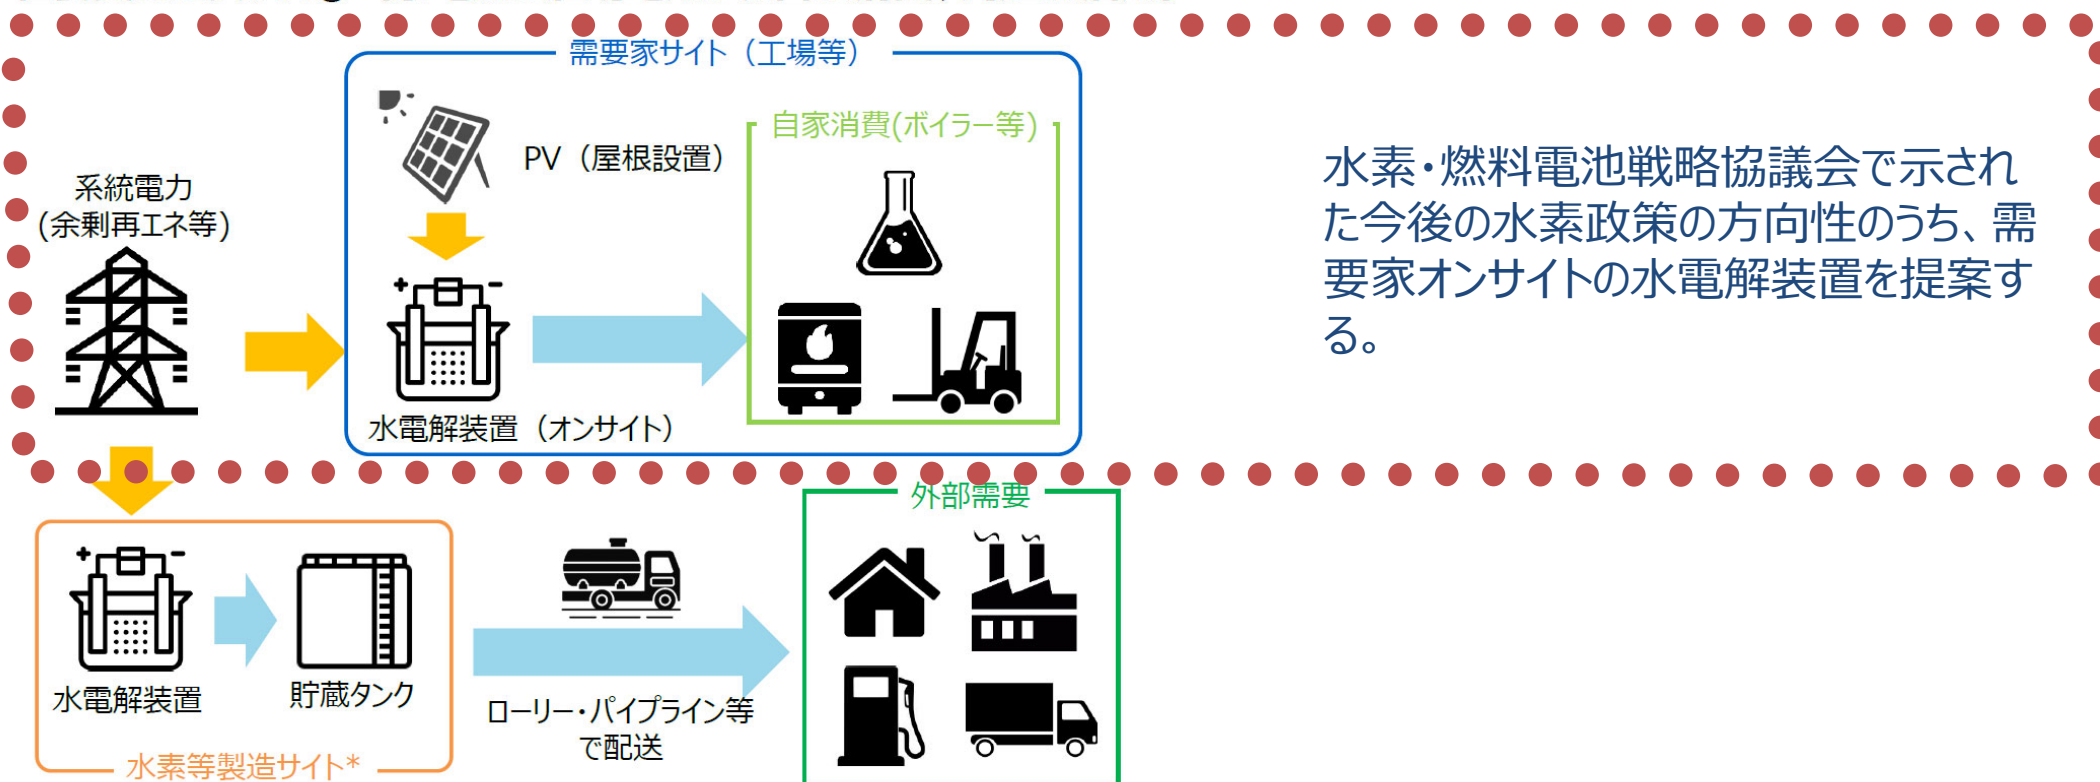 需要家サイト（工場等）
自家消費(ボイラー等)
PV（屋根設置）
系統電力
(余剰再エネ等)
水電解装置（オンサイト）
水素・燃料電池戦略協議会で示され
た今後の水素政策の方向性のうち、需
要家オンサイトの水電解装置を提案す
る。
外部需要
水電解装置
貯蔵タンク
ローリー・パイプライン等
で配送
水素等製造サイト*